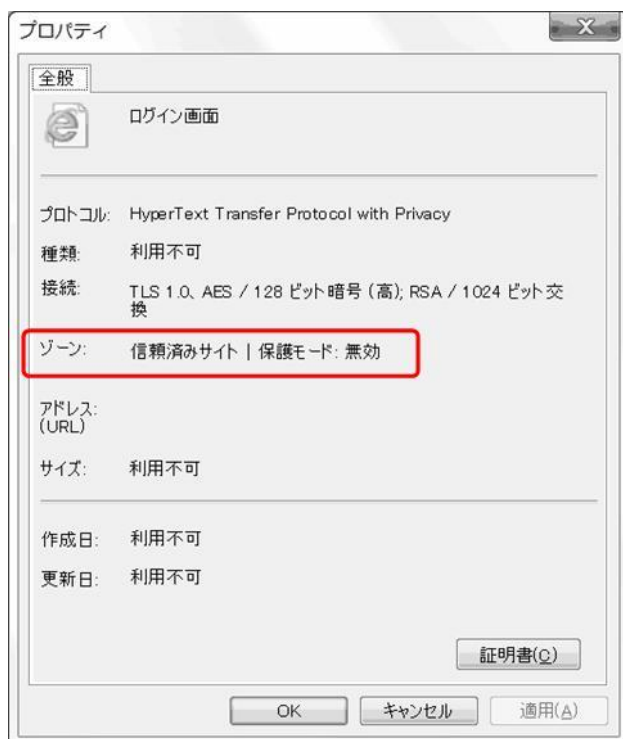 プロパティ
全般
ログイン画面
プロトコル: HyperText Transfer Protocol with Privacy
種類: 利用不可
接続: TLS 1.0、AES / 128 ビット暗号 (高); RSA / 1024 ビット交
換
ゾーン: 信頼済みサイト | 保護モード: 無効
アドレス:
(URL)
サイズ: 利用不可
作成日: 利用不可
更新日: 利用不可
証明書(C)
OK キャンセル 適用(A)